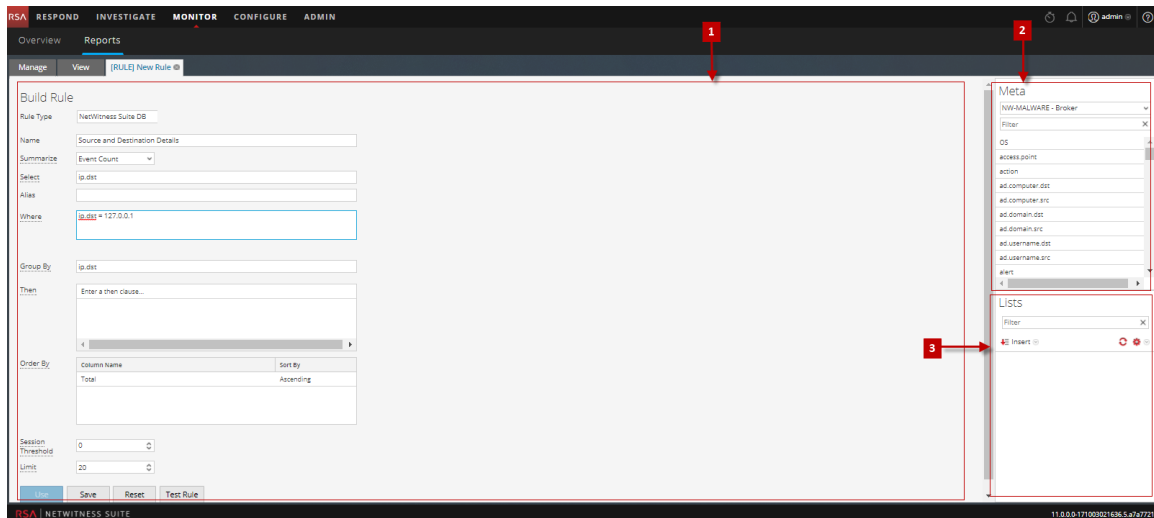 RSA RESPOND INVESTIGATE MONITOR CONFIGURE ADMIN admin
Overview Reports
1
2
Manage View [RULE] New Rule
Build Rule
Rule Type NetWitness Suite DB
Name Source and Destination Details
Summarize Event Count
Select ip.dst
Alias
Where ip.dst = 127.0.0.1
Group By ip.dst
Then Enter a then clause...
Order By Column Name Sort By
Total Ascending
Session Threshold 0
Limit 20
Use Save Reset Test Rule
Meta
NW-MALWARE - Broker
Filter
OS
access.point
action
ad.computer.dst
ad.computer.src
ad.domain.dst
ad.domain.src
ad.username.dst
ad.username.src
alert
Lists
Filter
Insert
3
RSA | NETWITNESS SUITE 11.0.0.0-171003021636.5.a7a7721